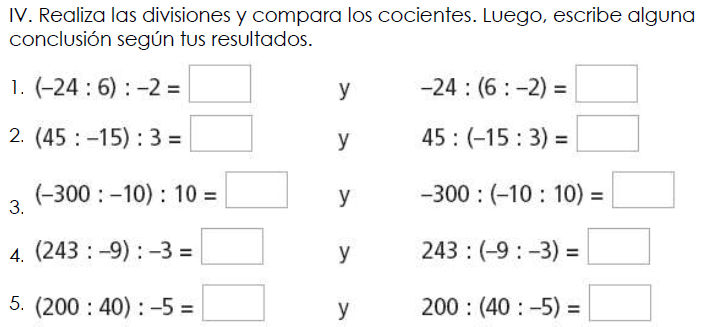 IV. Realiza las divisiones y compara los cocientes. Luego, escribe alguna
conclusión según tus resultados.
1. (–24 : 6) : –2 = y –24 : (6 : –2) =
2. (45 : –15) : 3 = y 45 : (–15 : 3) =
3. (–300 : –10) : 10 = y –300 : (–10 : 10) =
4. (243 : –9) : –3 = y 243 : (–9 : –3) =
5. (200 : 40) : –5 = y 200 : (40 : –5) =